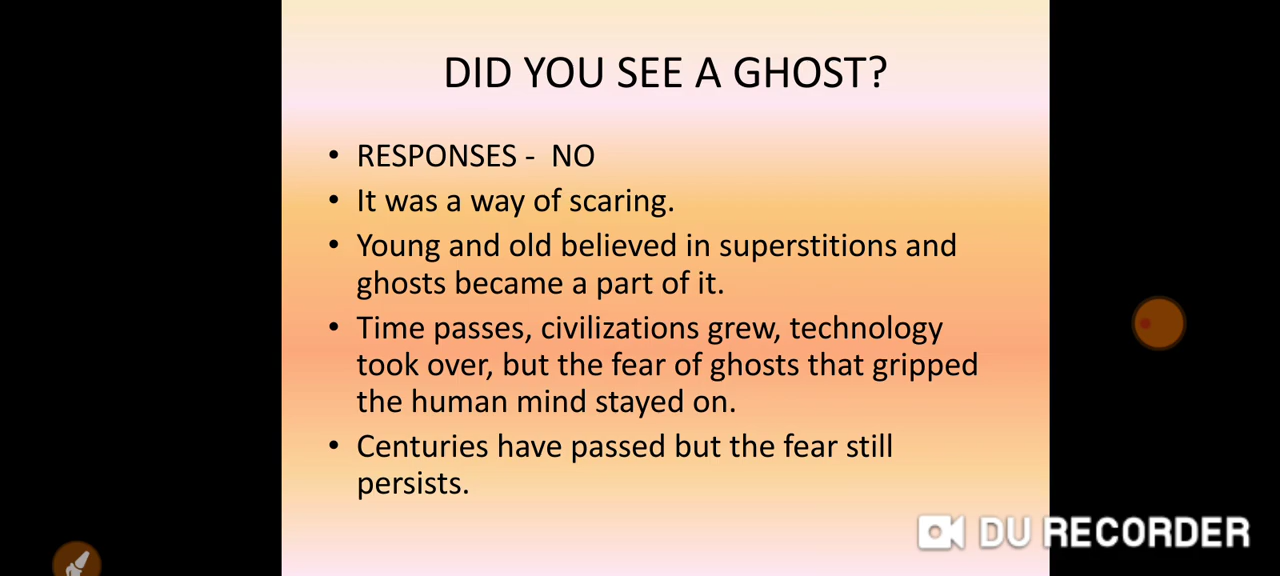 DID YOU SEE A GHOST?
• RESPONSES - NO
• It was a way of scaring.
• Young and old believed in superstitions and
ghosts became a part of it.
• Time passes, civilizations grew, technology
took over, but the fear of ghosts that gripped
the human mind stayed on.
• Centuries have passed but the fear still
persists.
DU RECORDER